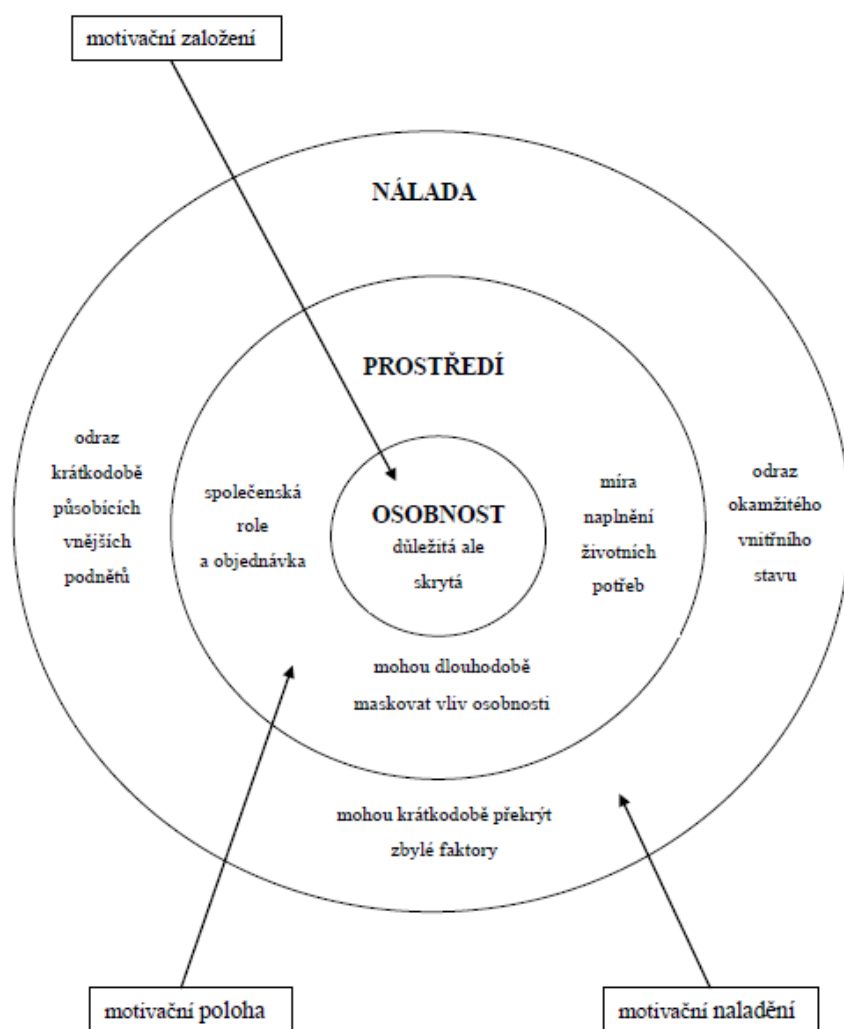 motivační založení
NÁLADA
PROSTŘEDÍ
odraz
krátkodobě
působících
vnějších
podnětů
společenská
role
a objednávka
OSOBNOST
důležitá ale
skrytá
míra
naplnění
životních
potřeb
odraz
okamžitého
vnitřního
stavu
mohou dlouhodobě
maskovat vliv osobnosti
mohou krátkodobě překrýt
zbylé faktory
motivační poloha
motivační naladění